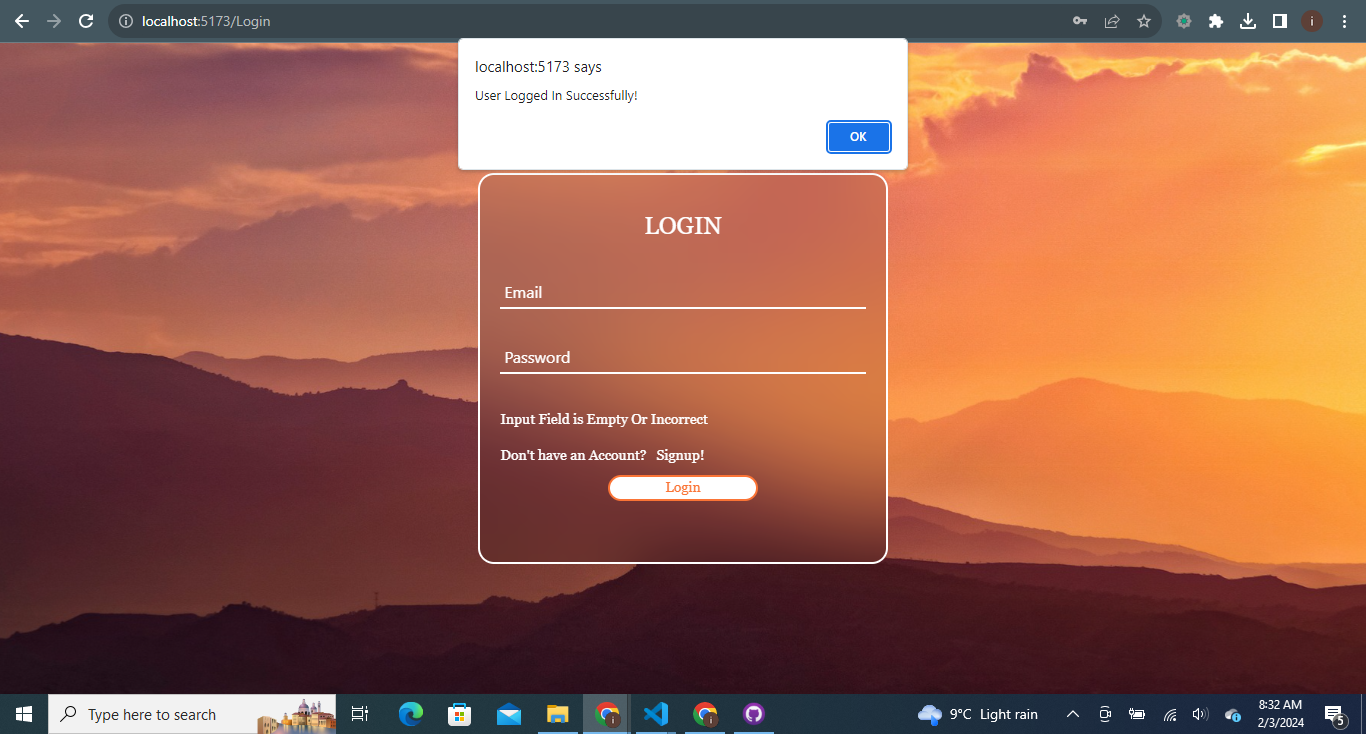 localhost:5173/Login
i
localhost:5173 says
User Logged In Successfully!
OK
LOGIN
Email
Password
Input Field is Empty Or Incorrect
Don't have an Account? Signup!
Login
Type here to search
i
i
9°C Light rain
8:32 AM
2/3/2024
5